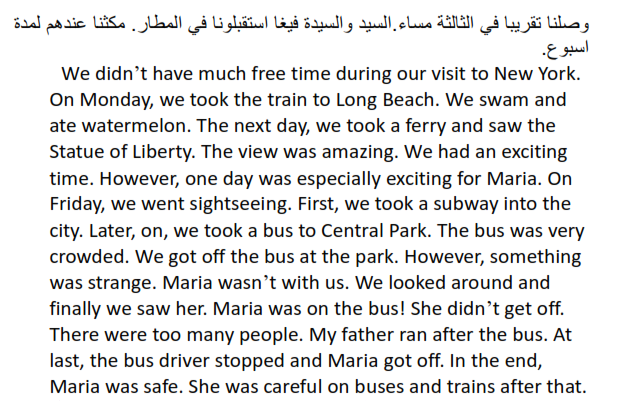 وصلنا تقريبا في الثالثة مساء.السيد والسيدة فيغا استقبلونا في المطار. مكثنا عندهم لمدة
اسبوع.
We didn’t have much free time during our visit to New York.
On Monday, we took the train to Long Beach. We swam and
ate watermelon. The next day, we took a ferry and saw the
Statue of Liberty. The view was amazing. We had an exciting
time. However, one day was especially exciting for Maria. On
Friday, we went sightseeing. First, we took a subway into the
city. Later, on, we took a bus to Central Park. The bus was very
crowded. We got off the bus at the park. However, something
was strange. Maria wasn’t with us. We looked around and
finally we saw her. Maria was on the bus! She didn’t get off.
There were too many people. My father ran after the bus. At
last, the bus driver stopped and Maria got off. In the end,
Maria was safe. She was careful on buses and trains after that.